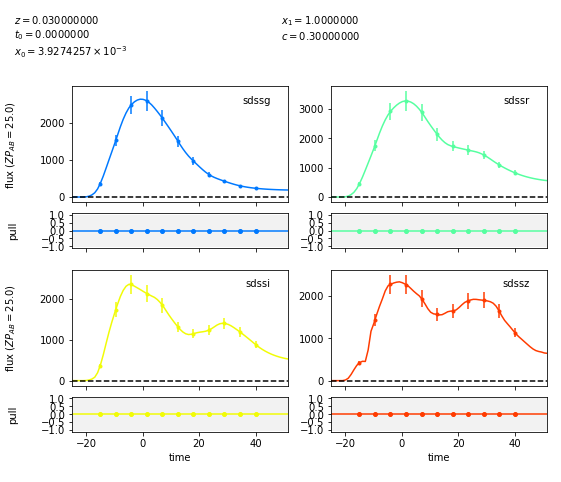 z = 0.030000000
t₀ = 0.0000000
x₀ = 3.9274257 × 10⁻³
x₁ = 1.0000000
c = 0.30000000
flux (ZP_AB = 25.0)
2000
1000
0
sdssg
3000
2000
1000
0
sdssr
pull
1.0
0.5
0.0
−0.5
−1.0
1.0
0.5
0.0
−0.5
−1.0
flux (ZP_AB = 25.0)
2000
1000
0
sdssi
2000
1000
0
sdssz
pull
1.0
0.5
0.0
−0.5
−1.0
1.0
0.5
0.0
−0.5
−1.0
−20 0 20 40
time
−20 0 20 40
time